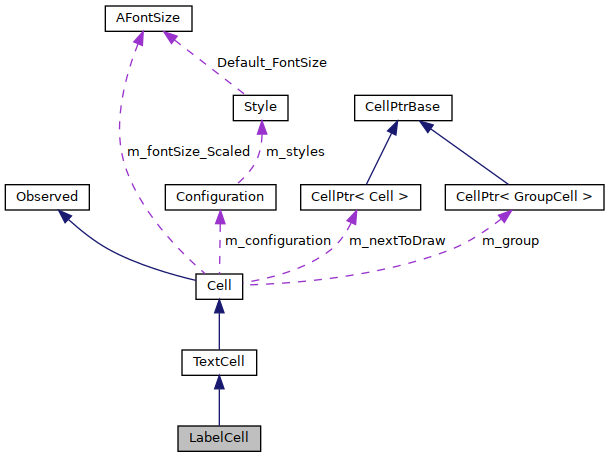 AFontSize
Default_FontSize
Style
CellPtrBase
m_fontSize_Scaled
m_styles
Observed
Configuration
CellPtr< Cell >
CellPtr< GroupCell >
m_configuration
m_nextToDraw
m_group
Cell
TextCell
LabelCell